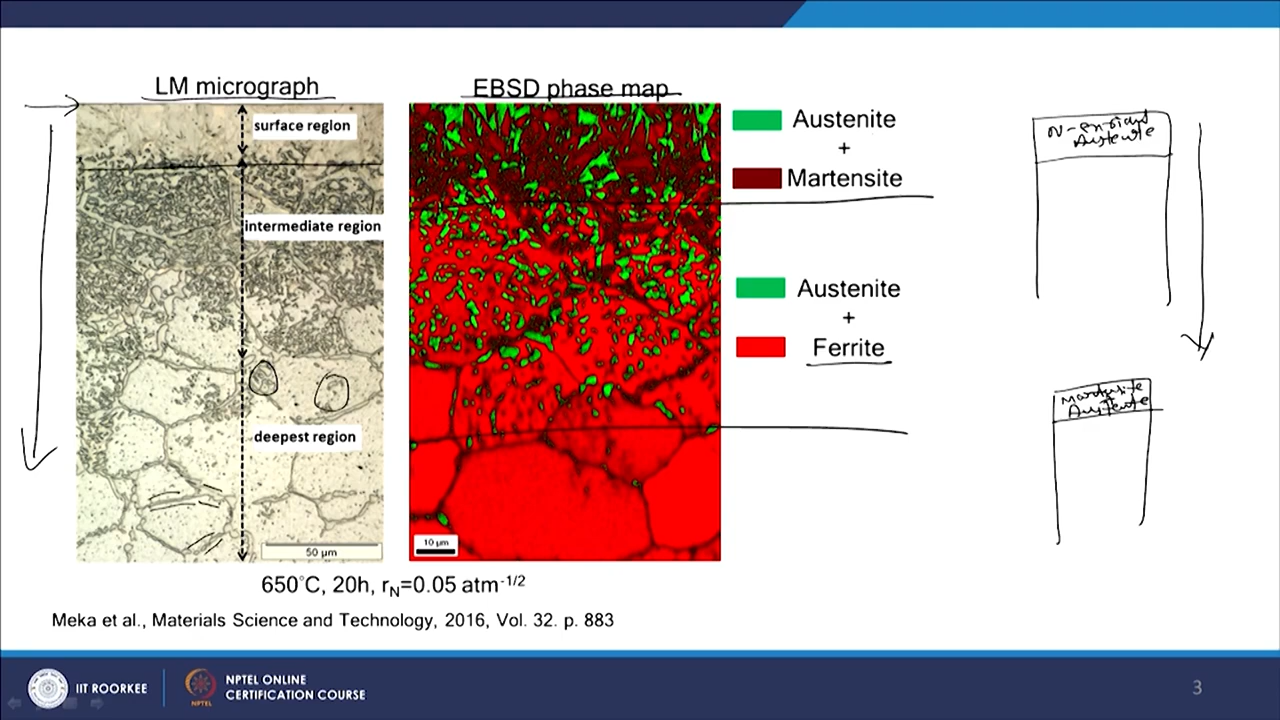 LM micrograph
surface region
intermediate region
deepest region
50 µm
EBSD phase map
10 µm
Austenite
+
Martensite
Austenite
+
Ferrite
Austenite
Martensite
Austenite
650°C, 20h, rN=0.05 atm-1/2
Meka et al., Materials Science and Technology, 2016, Vol. 32. p. 883
IIT ROORKEE
NPTEL
NPTEL ONLINE
CERTIFICATION COURSE
3